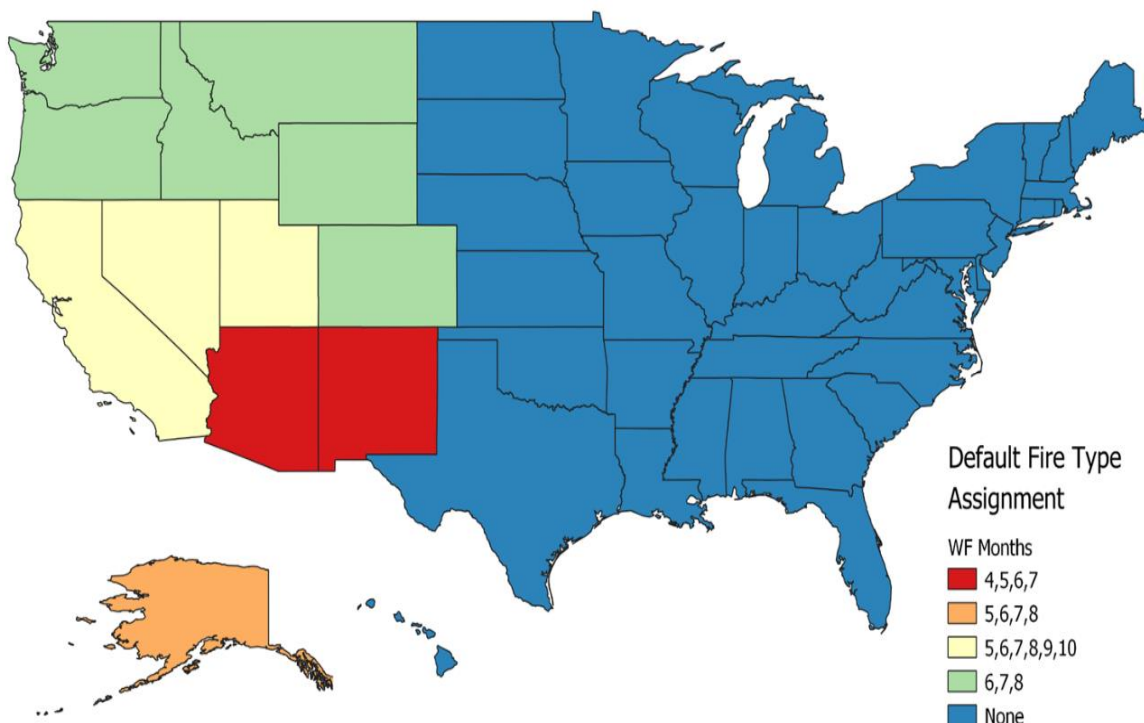 Default Fire Type
Assignment
WF Months
4,5,6,7
5,6,7,8
5,6,7,8,9,10
6,7,8
None